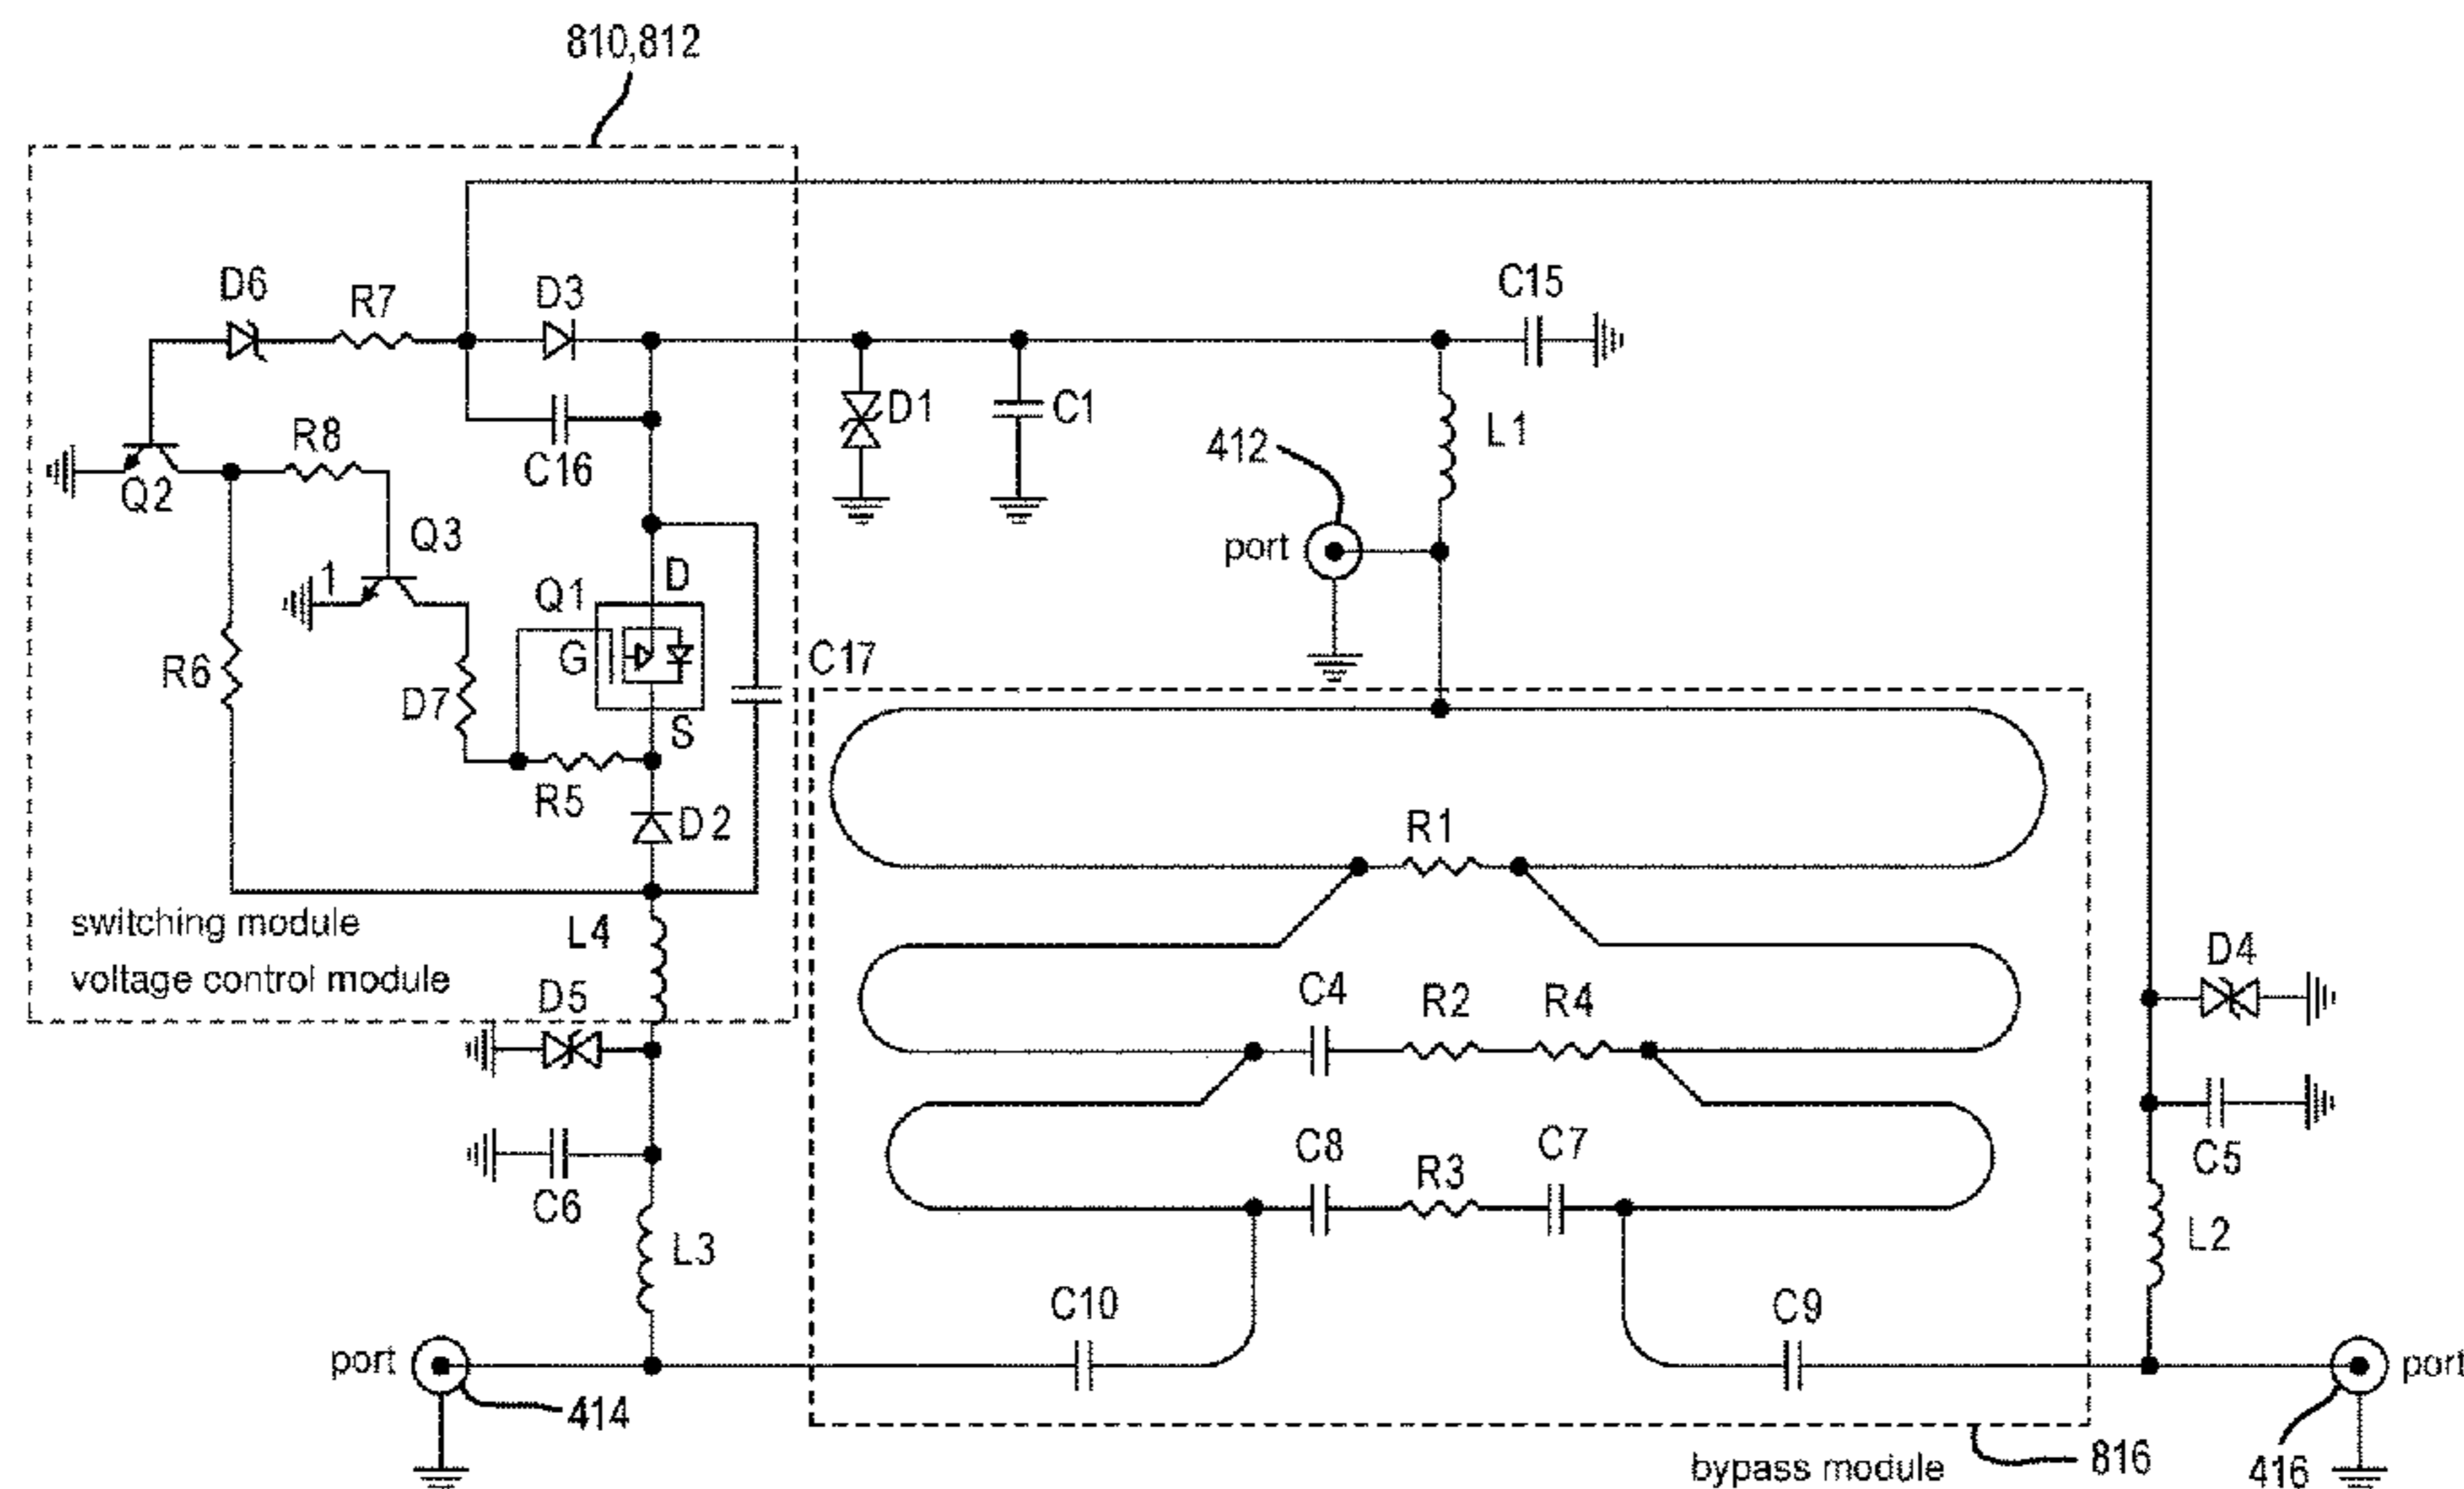 810,812
D6
R7
D3
C15
D1
C1
L1
R8
C16
412
Q2
port
Q3
1
Q1
D
G
C17
R6
D7
S
R5
D2
R1
switching module
L4
voltage control module
D5
D4
C4
R2
R4
C8
R3
C7
C5
C6
L3
L2
C10
C9
port
port
414
bypass module
816
416